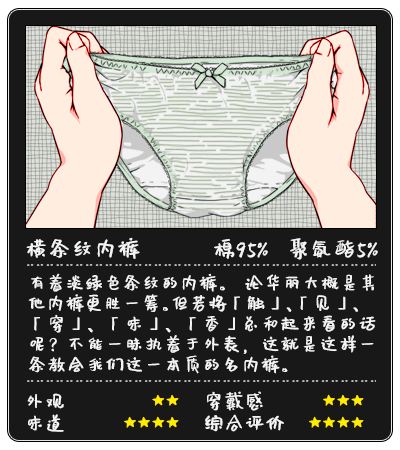 横条纹内裤 棉95% 聚氨酯5%
有着淡绿色条纹的内裤。论华丽大概是其
他内裤更胜一筹。但若将「触」、「见」、
「穿」、「味」、「香」总和起来看的话
呢？不能一昧执着于外表，这就是这样一
条教会我们这一本质的名内裤。
外观 ★★ 穿戴感 ★★★
味道 ★★★★ 综合评价 ★★★★